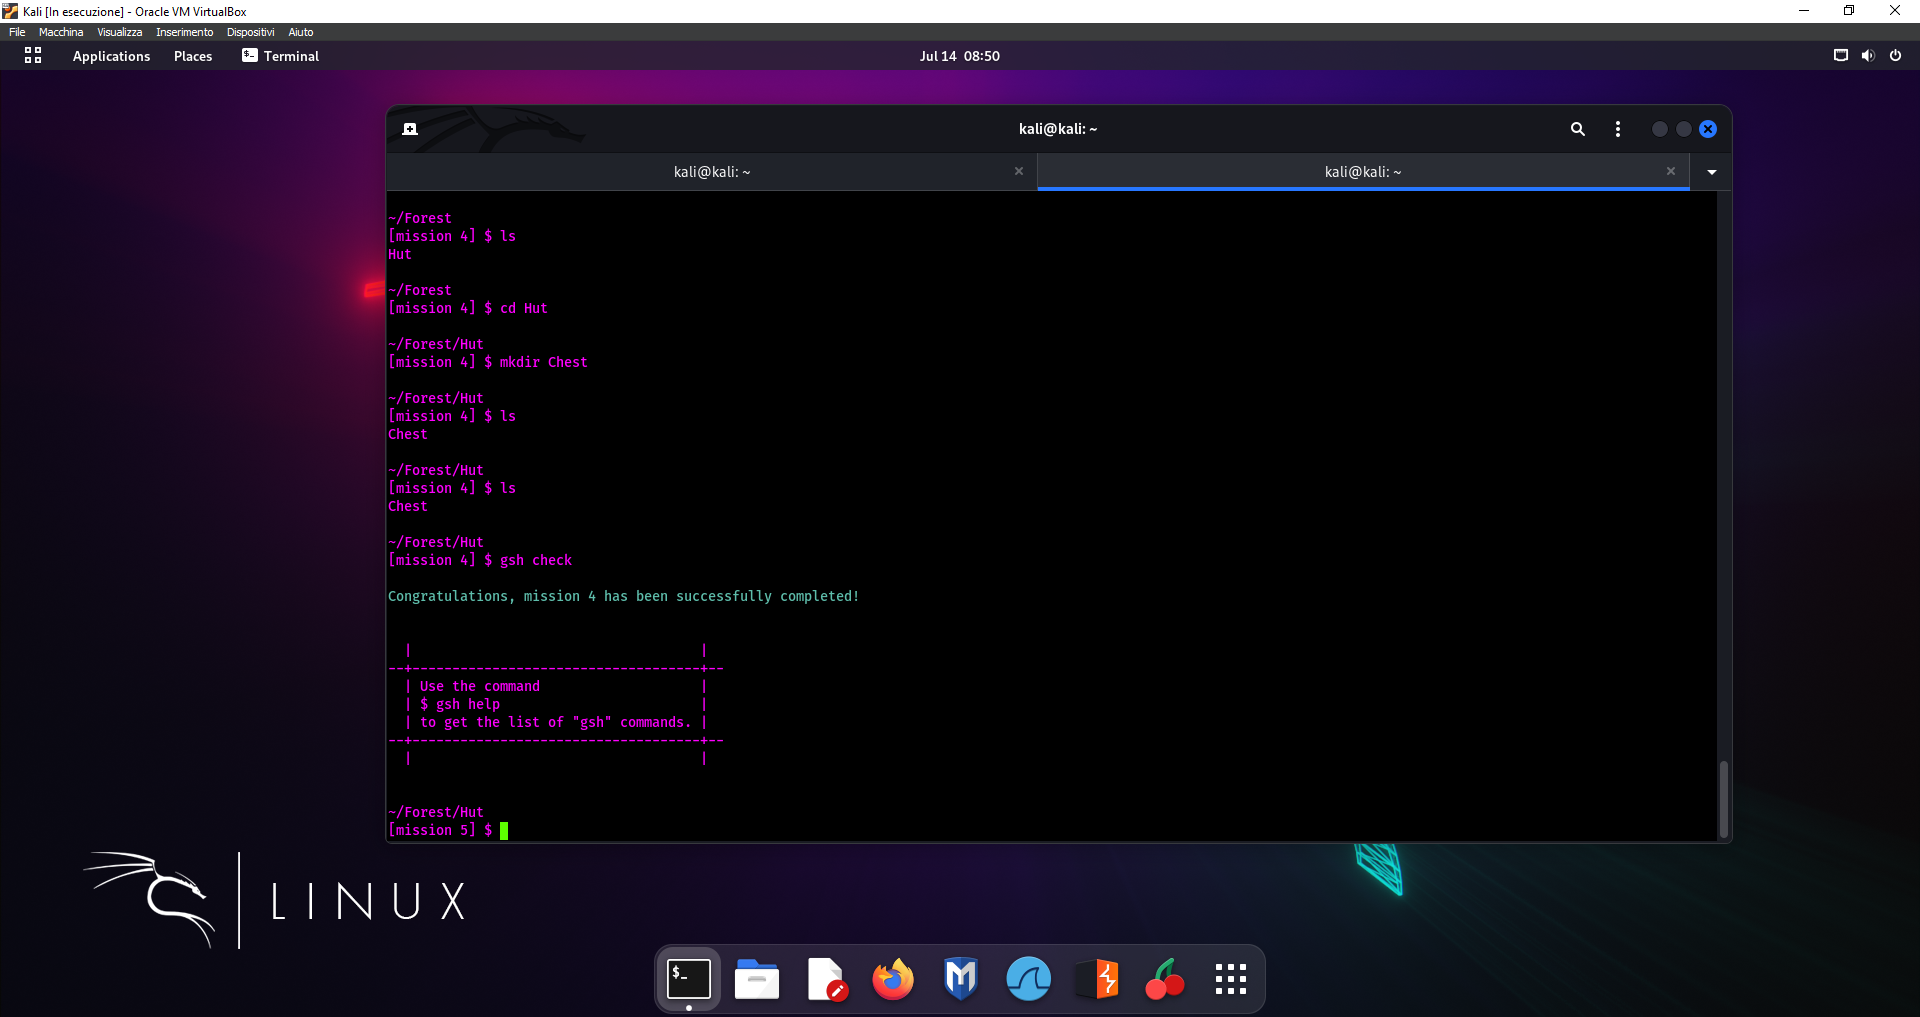 Kali [In esecuzione] - Oracle VM VirtualBox
File Macchina Visualizza Inserimento Dispositivi Aiuto
Applications Places Terminal Jul 14 08:50
kali@kali: ~
kali@kali: ~ kali@kali: ~
~/Forest
[mission 4] $ ls
Hut
~/Forest
[mission 4] $ cd Hut
~/Forest/Hut
[mission 4] $ mkdir Chest
~/Forest/Hut
[mission 4] $ ls
Chest
~/Forest/Hut
[mission 4] $ ls
Chest
~/Forest/Hut
[mission 4] $ gsh check
Congratulations, mission 4 has been successfully completed!
| |
--+------------------------------------+--
| Use the command |
| $ gsh help |
| to get the list of "gsh" commands. |
--+------------------------------------+--
| |
~/Forest/Hut
[mission 5] $
LINUX
$_